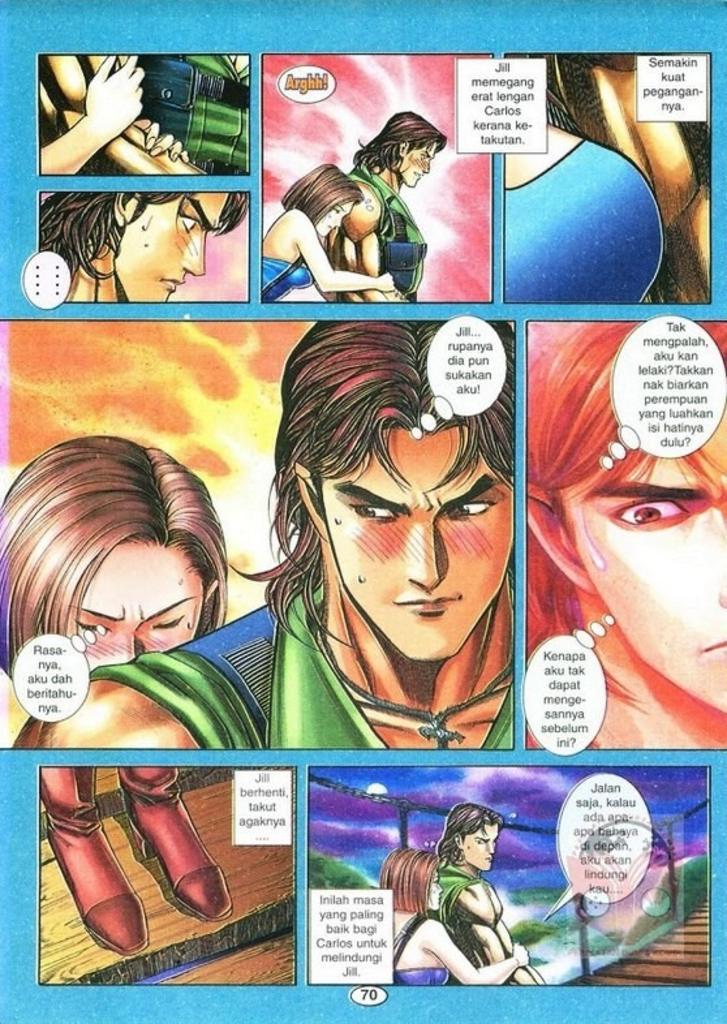 Arghh!
Jill
memegang
erat lengan
Carlos
kerana ke-
takutan.
Semakin
kuat
pegangan-
nya.
......
Jill...
rupanya
dia pun
sukakan
aku!
Rasa-
nya,
aku dah
beritahu-
nya.
Tak
mengpalah,
aku kan
lelaki?Takkan
nak biarkan
perempuan
yang luahkan
isi hatinya
dulu?
Kenapa
aku tak
dapat
menge-
sannya
sebelum
ini?
Jill
berhenti,
takut
agaknya
....
Inilah masa
yang paling
baik bagi
Carlos untuk
melindungi
Jill.
Jalan
saja, kalau
ada apa-
apa bahaya
di depan,
aku akan
lindungi
kau....
70